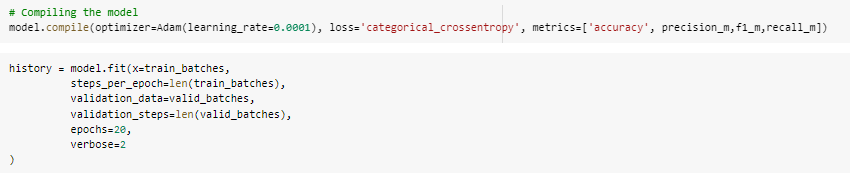 # Compiling the model
model.compile(optimizer=Adam(learning_rate=0.0001), loss='categorical_crossentropy', metrics=['accuracy', precision_m,f1_m,recall_m])
history = model.fit(x=train_batches,
steps_per_epoch=len(train_batches),
validation_data=valid_batches,
validation_steps=len(valid_batches),
epochs=20,
verbose=2
)